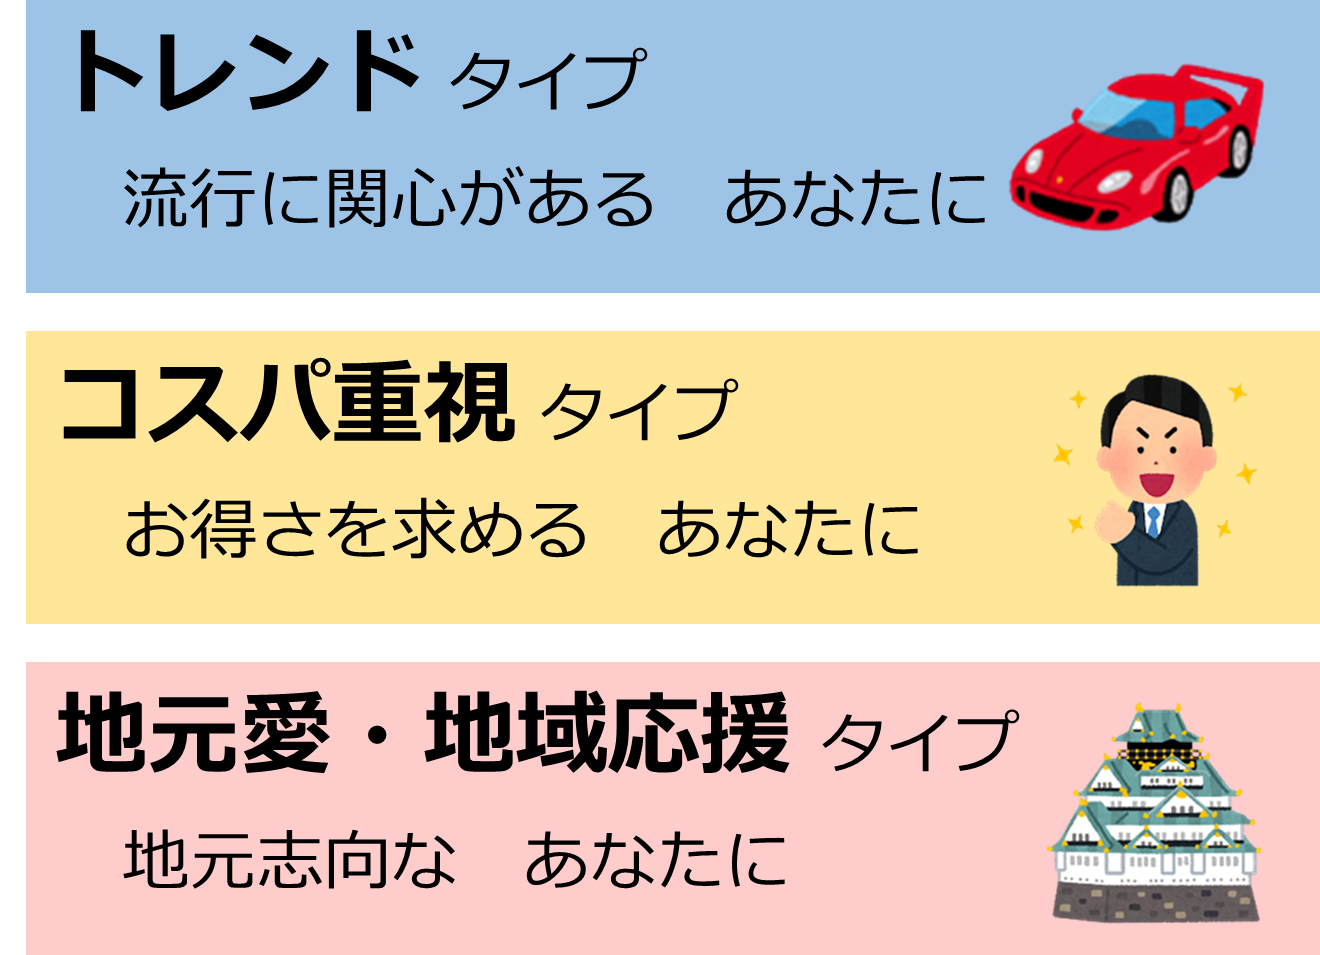 トレンド タイプ
流行に関心がある　あなたに
コスパ重視 タイプ
お得さを求める　あなたに
地元愛・地域応援 タイプ
地元志向な　あなたに